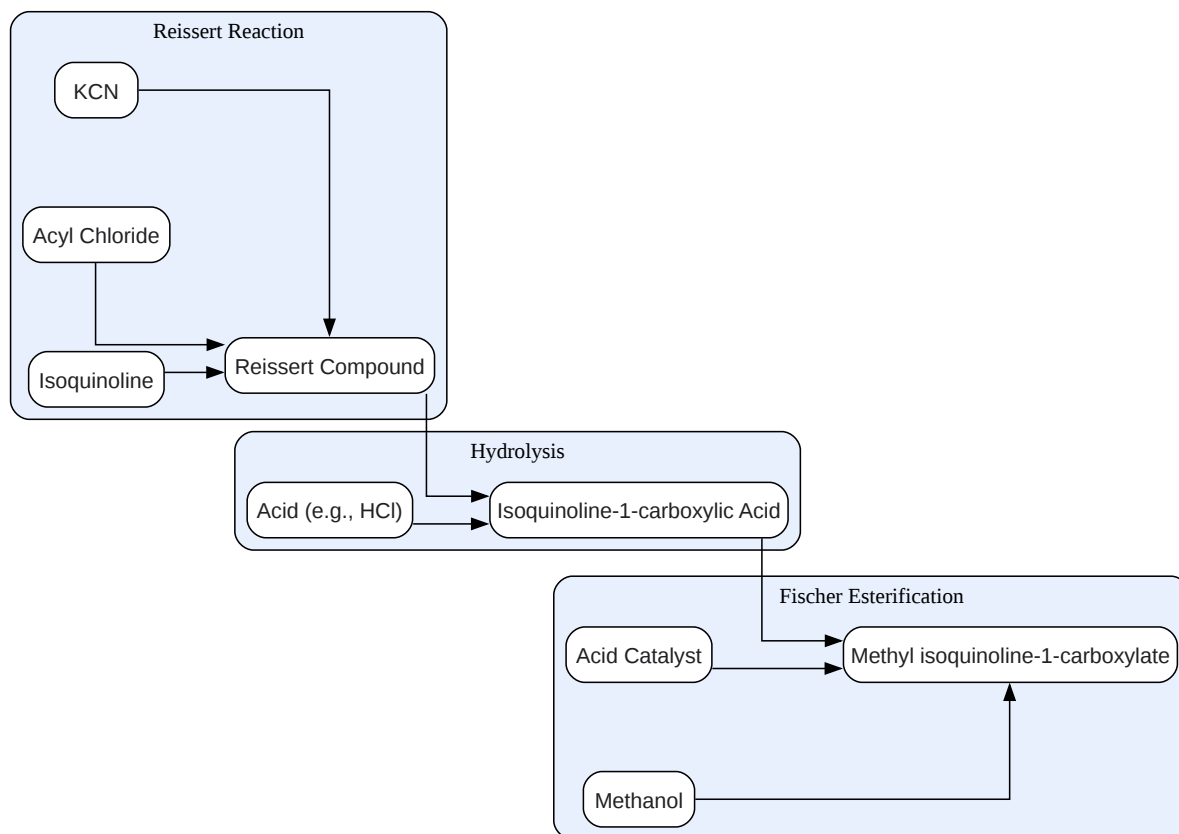 Reissert Reaction
KCN
Acyl Chloride
Isoquinoline
Reissert Compound
Hydrolysis
Acid (e.g., HCl)
Isoquinoline-1-carboxylic Acid
Fischer Esterification
Acid Catalyst
Methyl isoquinoline-1-carboxylate
Methanol